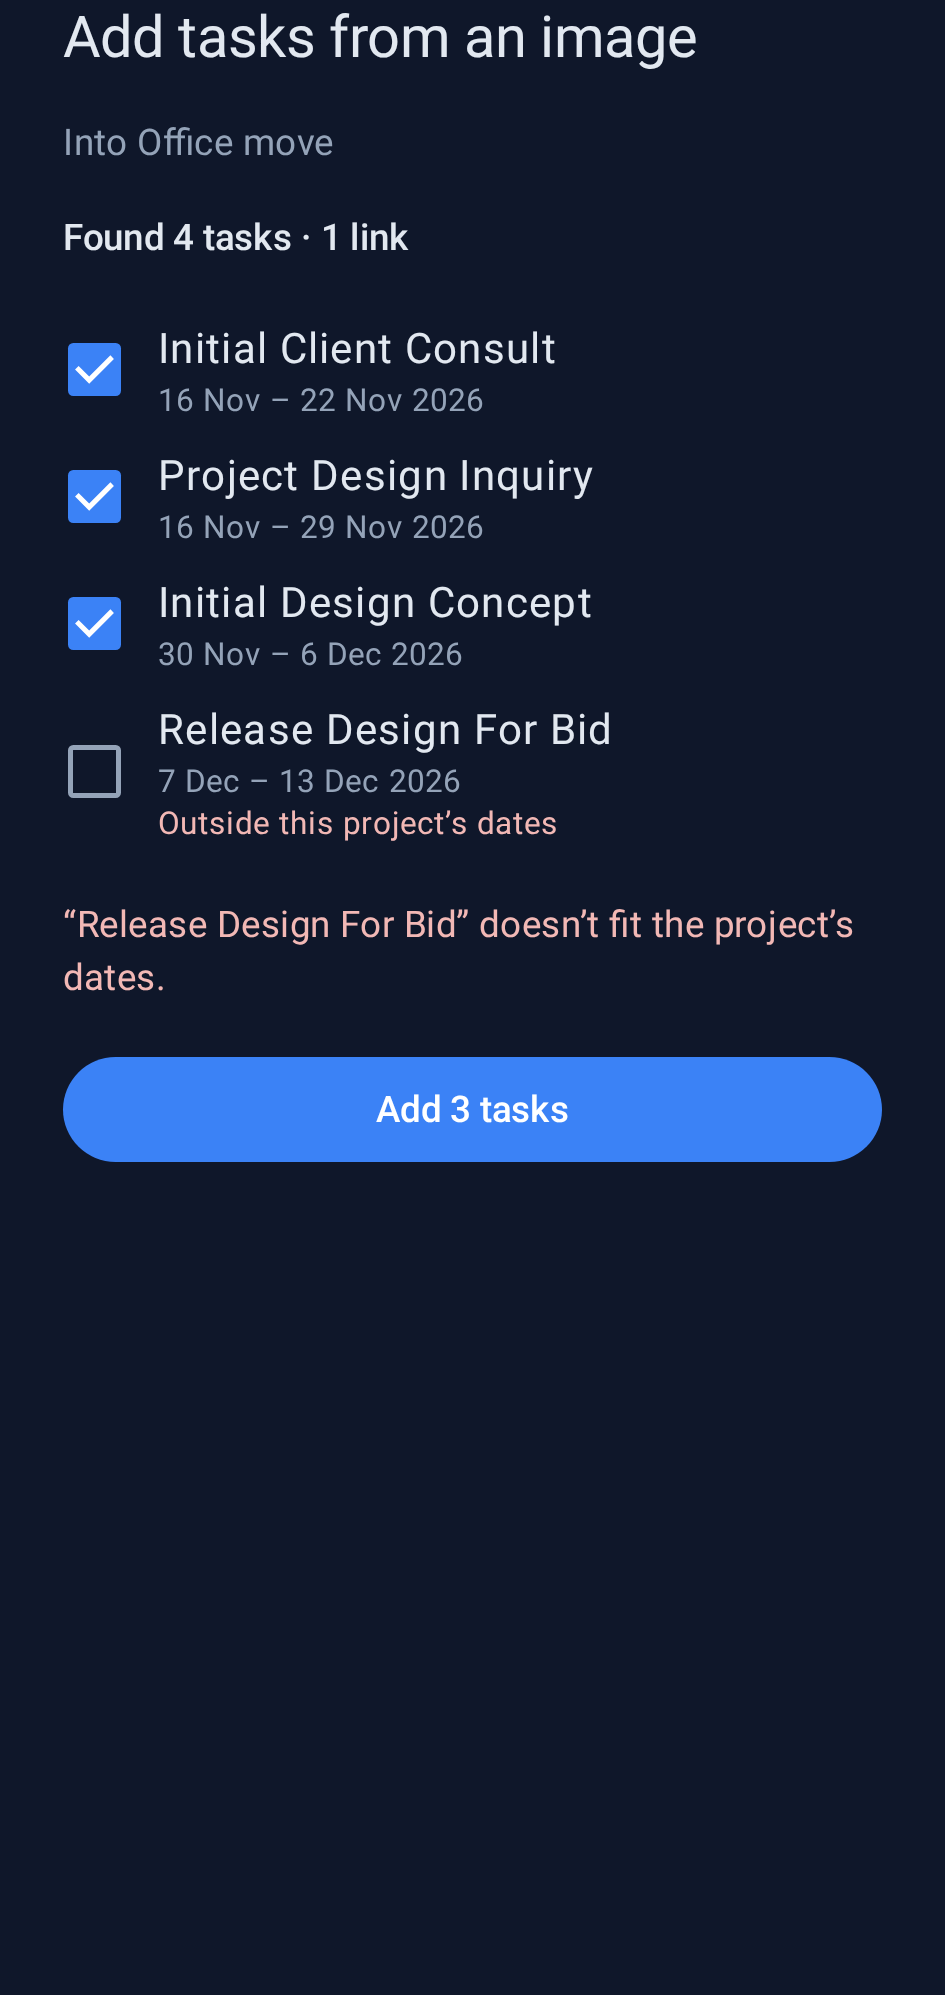 Add tasks from an image
Into Office move
Found 4 tasks · 1 link
Initial Client Consult
16 Nov – 22 Nov 2026
Project Design Inquiry
16 Nov – 29 Nov 2026
Initial Design Concept
30 Nov – 6 Dec 2026
Release Design For Bid
7 Dec – 13 Dec 2026
Outside this project’s dates
“Release Design For Bid” doesn’t fit the project’s
dates.
Add 3 tasks